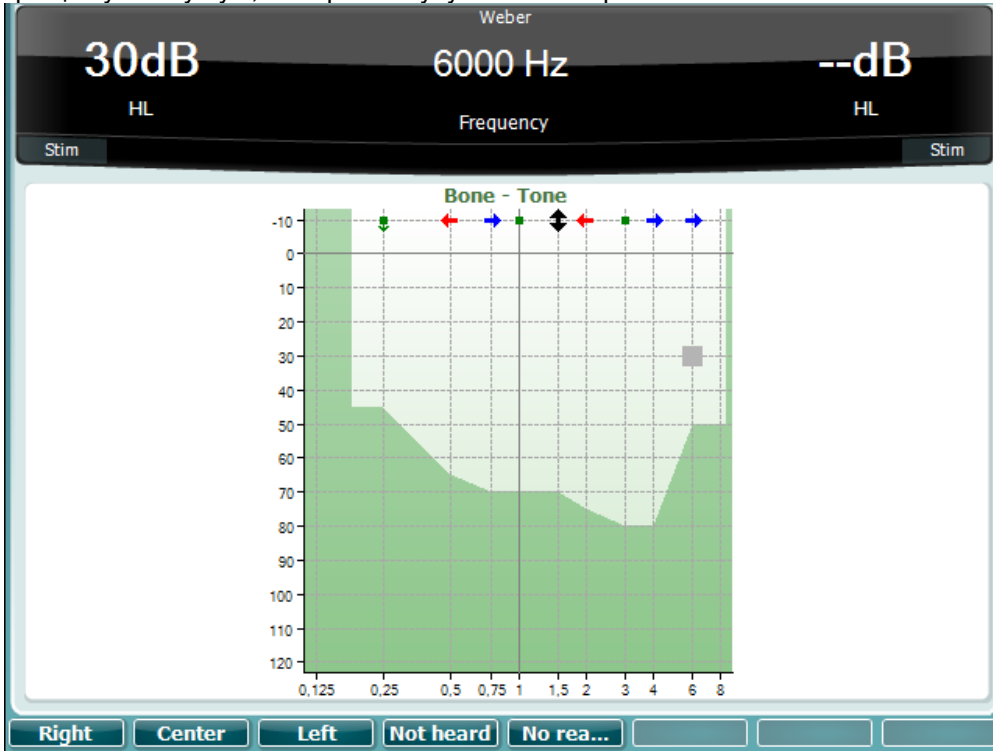 Weber
30dB
6000 Hz
--dB
HL
HL
Frequency
Stim
Stim
Bone - Tone
-10
0
10
20
30
40
50
60
70
80
90
100
110
120
0,125 0,25 0,5 0,75 1 1,5 2 3 4 6 8
Right Center Left Not heard No rea...